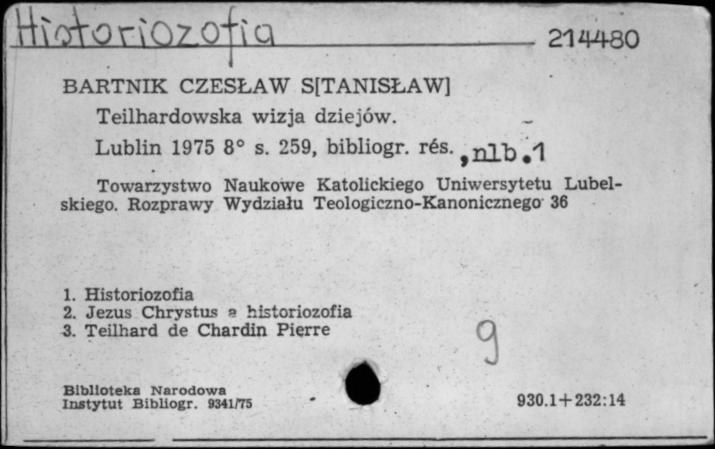 Historiozofia
214480
BARTNIK CZESŁAW S[TANISŁAW]
Teilhardowska wizja dziejów.
Lublin 1975 8° s. 259, bibliogr. rés. , nlb.1
Towarzystwo Naukowe Katolickiego Uniwersytetu Lubel-
skiego. Rozprawy Wydziału Teologiczno-Kanonicznego 36
1. Historiozofia
2. Jezus Chrystus a historiozofia
3. Teilhard de Chardin Pierre
9
Biblioteka Narodowa
Instytut Bibliogr. 9341/75
930.1+232:14